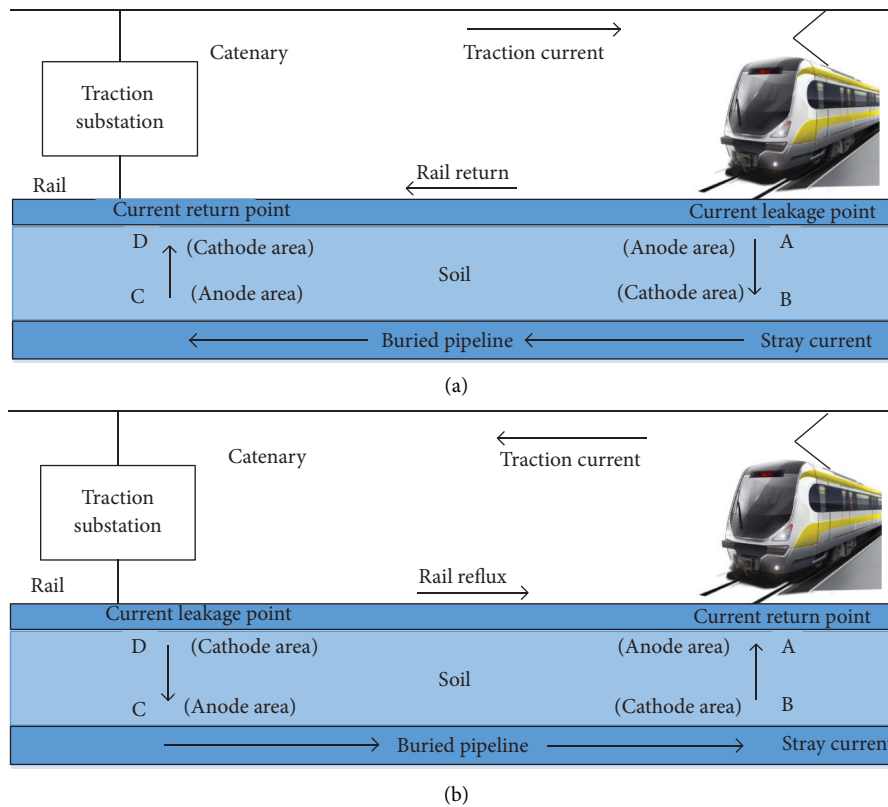 Catenary
Traction current
Traction
substation
Rail return
Rail
Current return point
Current leakage point
D
(Cathode area)
(Anode area)
A
Soil
C
(Anode area)
(Cathode area)
B
Buried pipeline
Stray current
(a)
Catenary
Traction current
Traction
substation
Rail reflux
Rail
Current leakage point
Current return point
D
(Cathode area)
(Anode area)
A
Soil
C
(Anode area)
(Cathode area)
B
Buried pipeline
Stray current
(b)